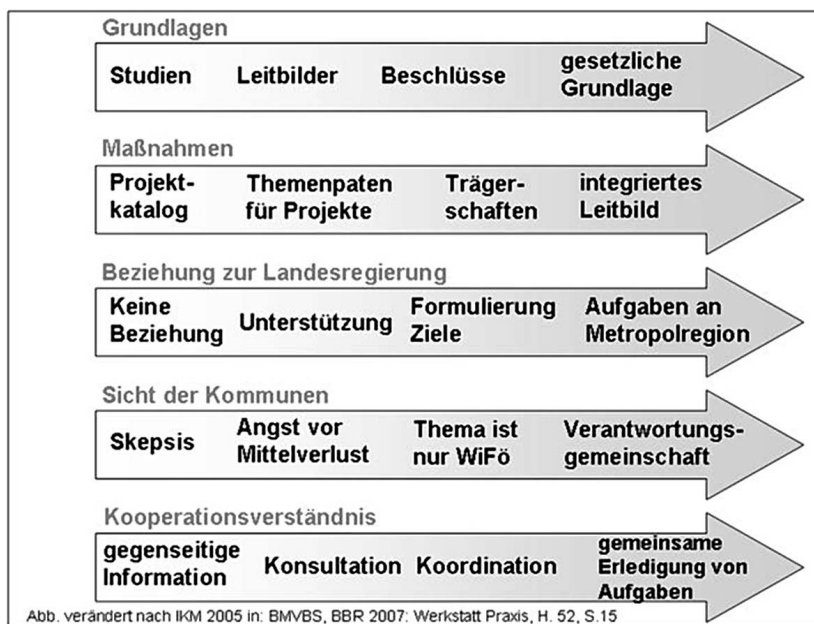 Grundlagen
Studien Leitbilder Beschlüsse gesetzliche Grundlage
Maßnahmen
Projekt-katalog Themenpaten für Projekte Träger-schaften integriertes Leitbild
Beziehung zur Landesregierung
Keine Beziehung Unterstützung Formulierung Ziele Aufgaben an Metropolregion
Sicht der Kommunen
Skepsis Angst vor Mittelverlust Thema ist nur WiFö Verantwortungs-gemeinschaft
Kooperationsverständnis
gegenseitige Information Konsultation Koordination gemeinsame Erledigung von Aufgaben
Abb. verändert nach IKM 2005 in: BMVBS, BBR 2007: Werkstatt Praxis, H. 52, S.15